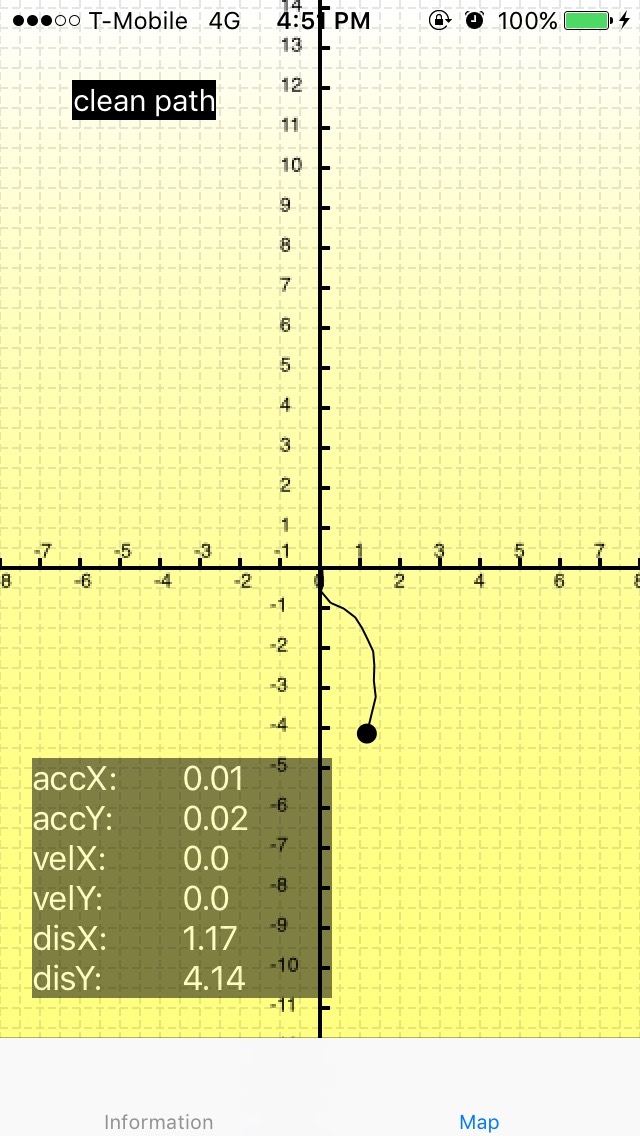 ●●●○○ T-Mobile 4G 4:51 PM 100%
14
13
clean path
12
11
10
9
8
7
6
5
4
3
2
1
-7 -5 -3 -1 1 3 5 7
-8 -6 -4 -2 0 2 4 6 8
-1
-2
-3
-4
-5
accX: 0.01
-6
accY: 0.02
-7
velX: 0.0
-8
velY: 0.0
-9
disX: 1.17
-10
disY: 4.14
-11
Information Map